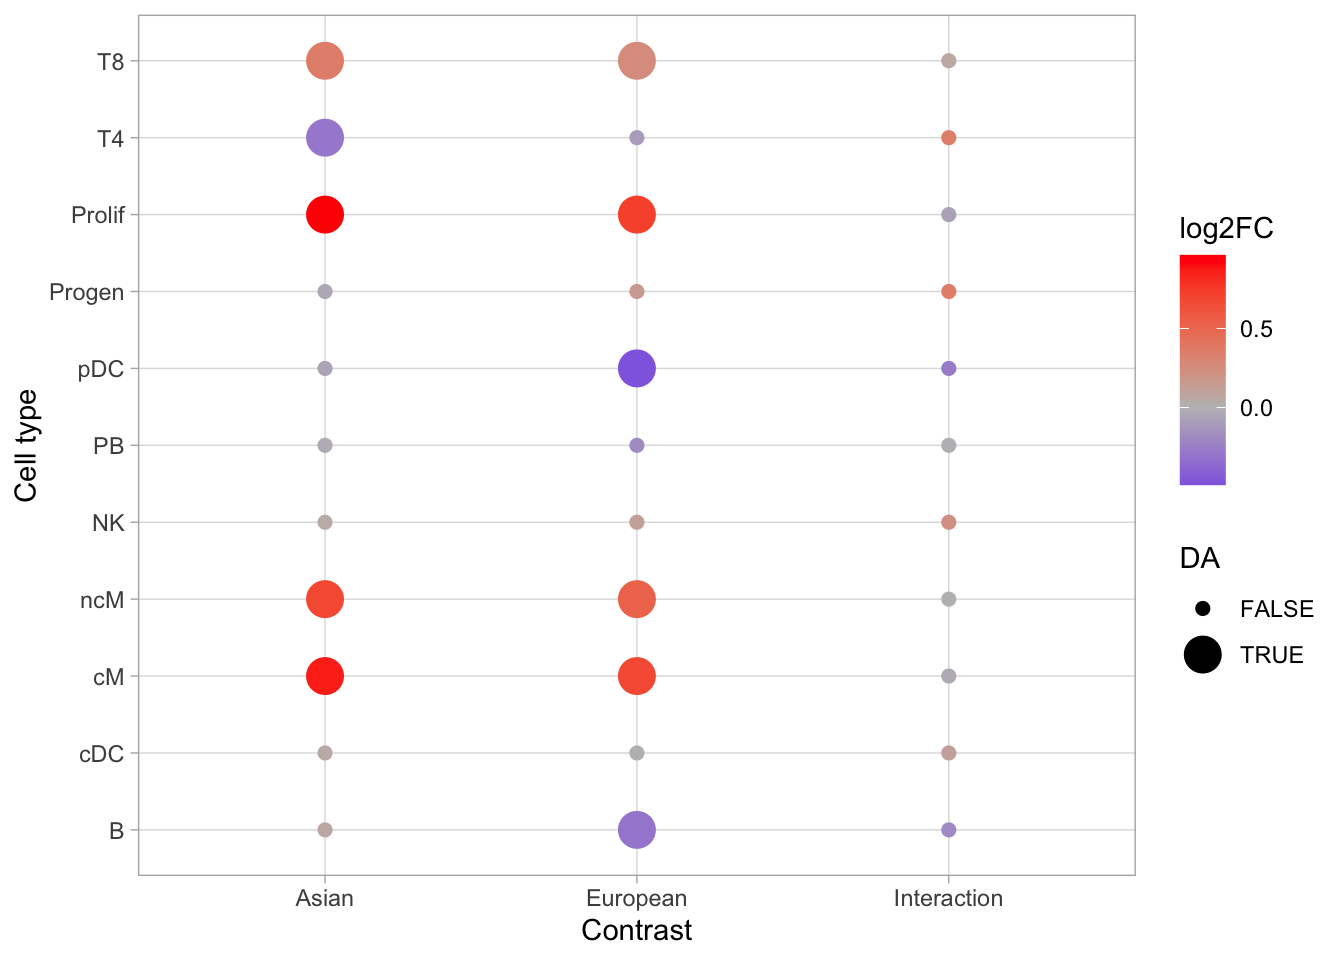 T8
T4
Prolif
Progen
pDC
PB
NK
ncM
cM
cDC
B
Cell type
Asian
European
Interaction
Contrast
log2FC
0.5
0.0
DA
FALSE
TRUE